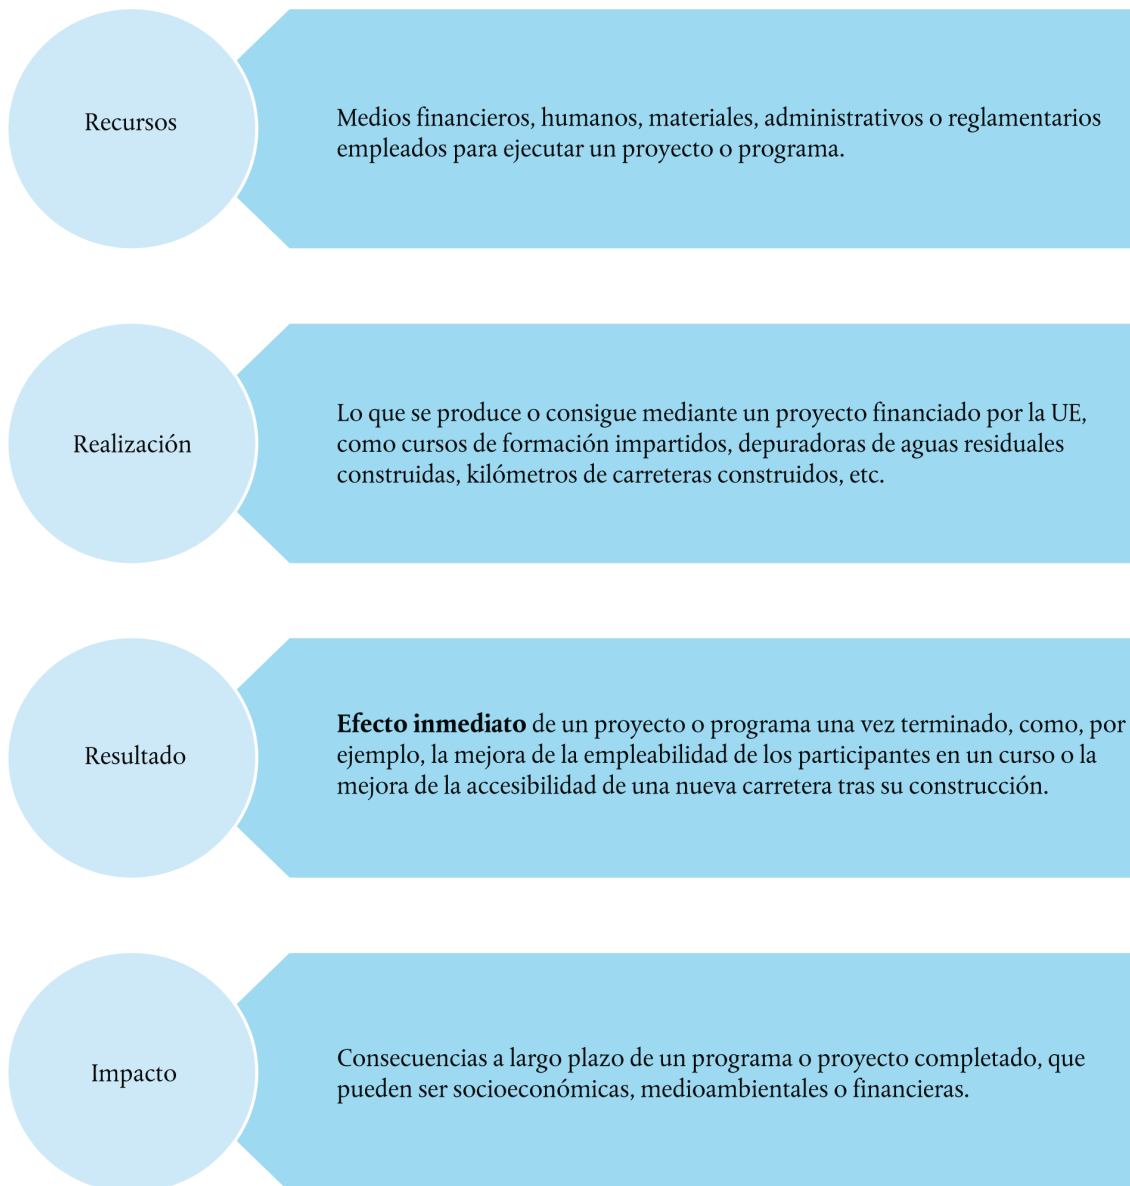 Recursos
Medios financieros, humanos, materiales, administrativos o reglamentarios
empleados para ejecutar un proyecto o programa.
Realización
Lo que se produce o consigue mediante un proyecto financiado por la UE,
como cursos de formación impartidos, depuradoras de aguas residuales
construidas, kilómetros de carreteras construidos, etc.
Resultado
Efecto inmediato de un proyecto o programa una vez terminado, como, por
ejemplo, la mejora de la empleabilidad de los participantes en un curso o la
mejora de la accesibilidad de una nueva carretera tras su construcción.
Impacto
Consecuencias a largo plazo de un programa o proyecto completado, que
pueden ser socioeconómicas, medioambientales o financieras.